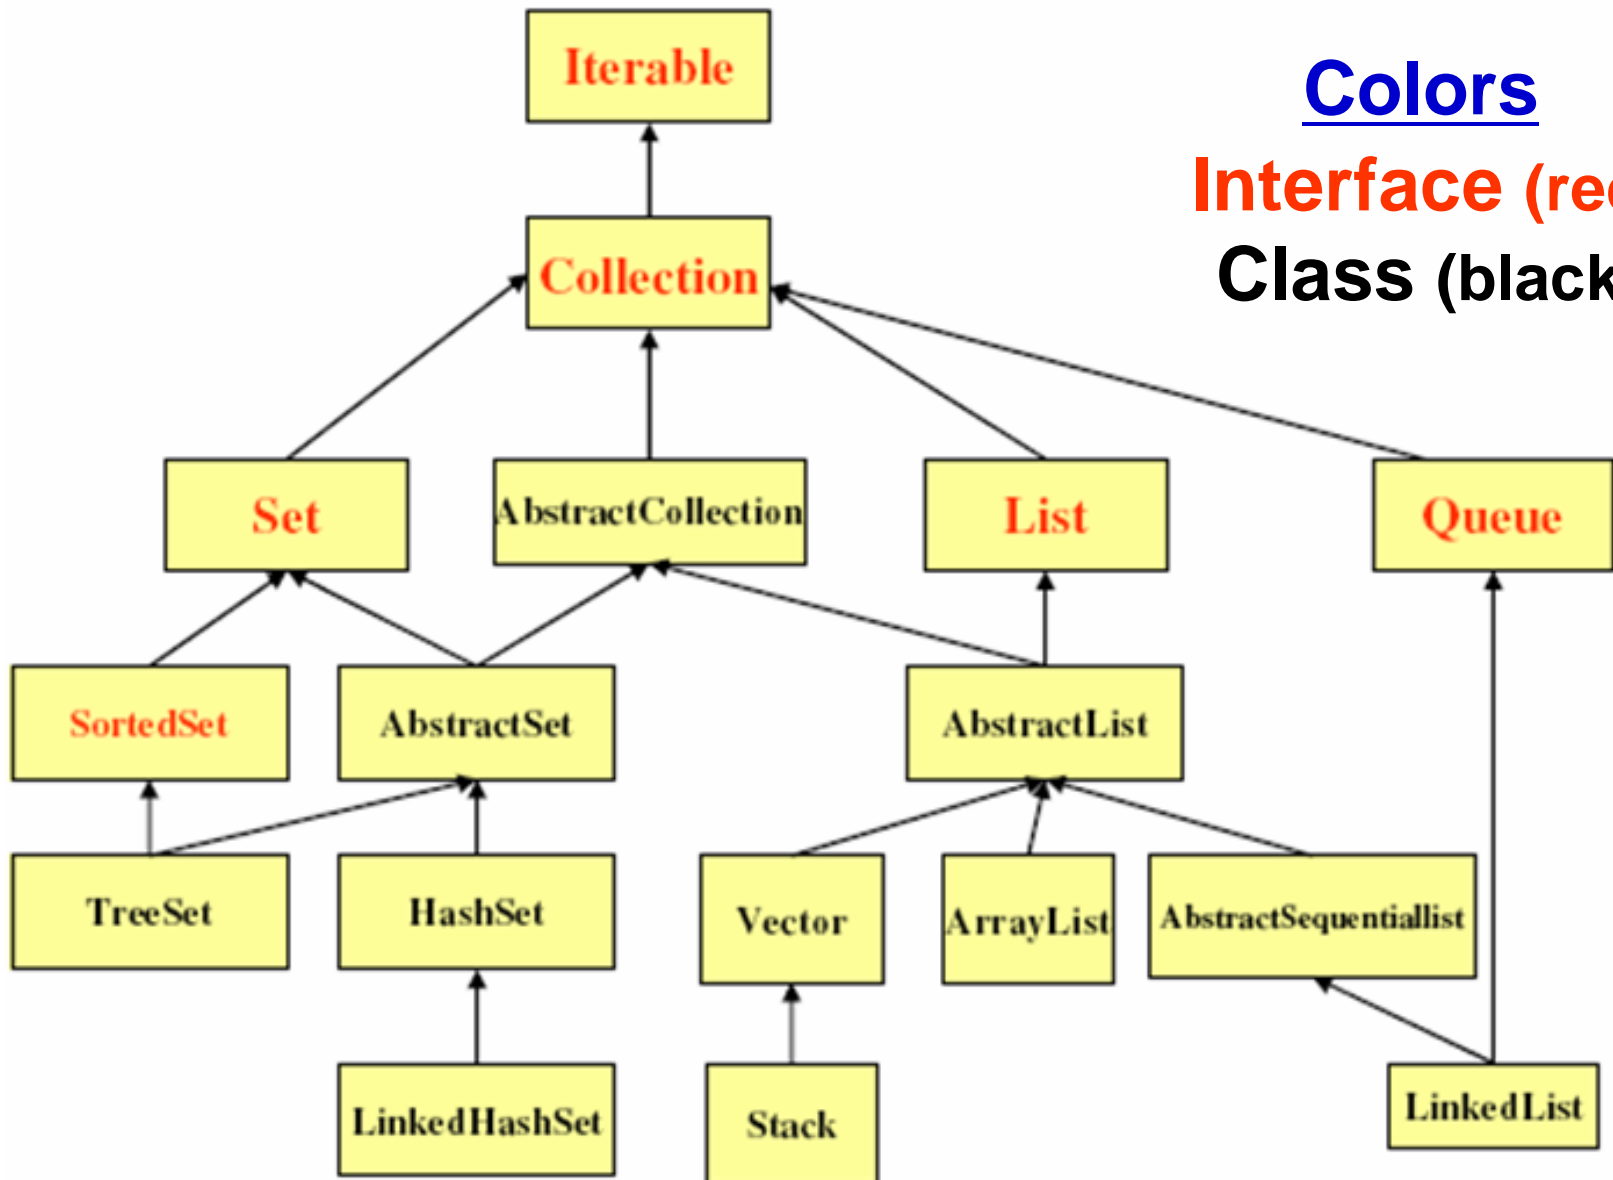 Iterable
Colors
Interface (red
Class (black
Collection
Set
AbstractCollection
List
Queue
SortedSet
AbstractSet
AbstractList
TreeSet
HashSet
Vector
ArrayList
AbstractSequentiallist
LinkedHashSet
Stack
LinkedList